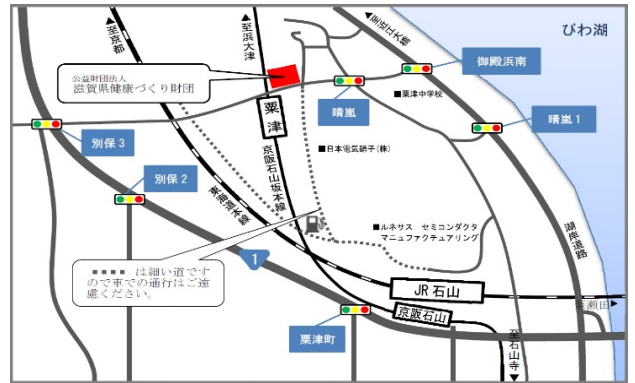 ▲至京都
▲至浜大津
▲至近江大橋
びわ湖
公益財団法人
滋賀県健康づくり財団
御殿浜南
晴嵐
■粟津中学校
粟津
晴嵐1
別保3
■日本電気硝子(株)
京阪石山坂本線
別保2
東海道本線
■ルネサス セミコンダクタ
マニュファクチュアリング
湖岸道路
1
■■■■ は細い道です
ので車での通行はご遠
慮ください。
JR石山
至瀬田▶
京阪石山
粟津町
至石山寺▼